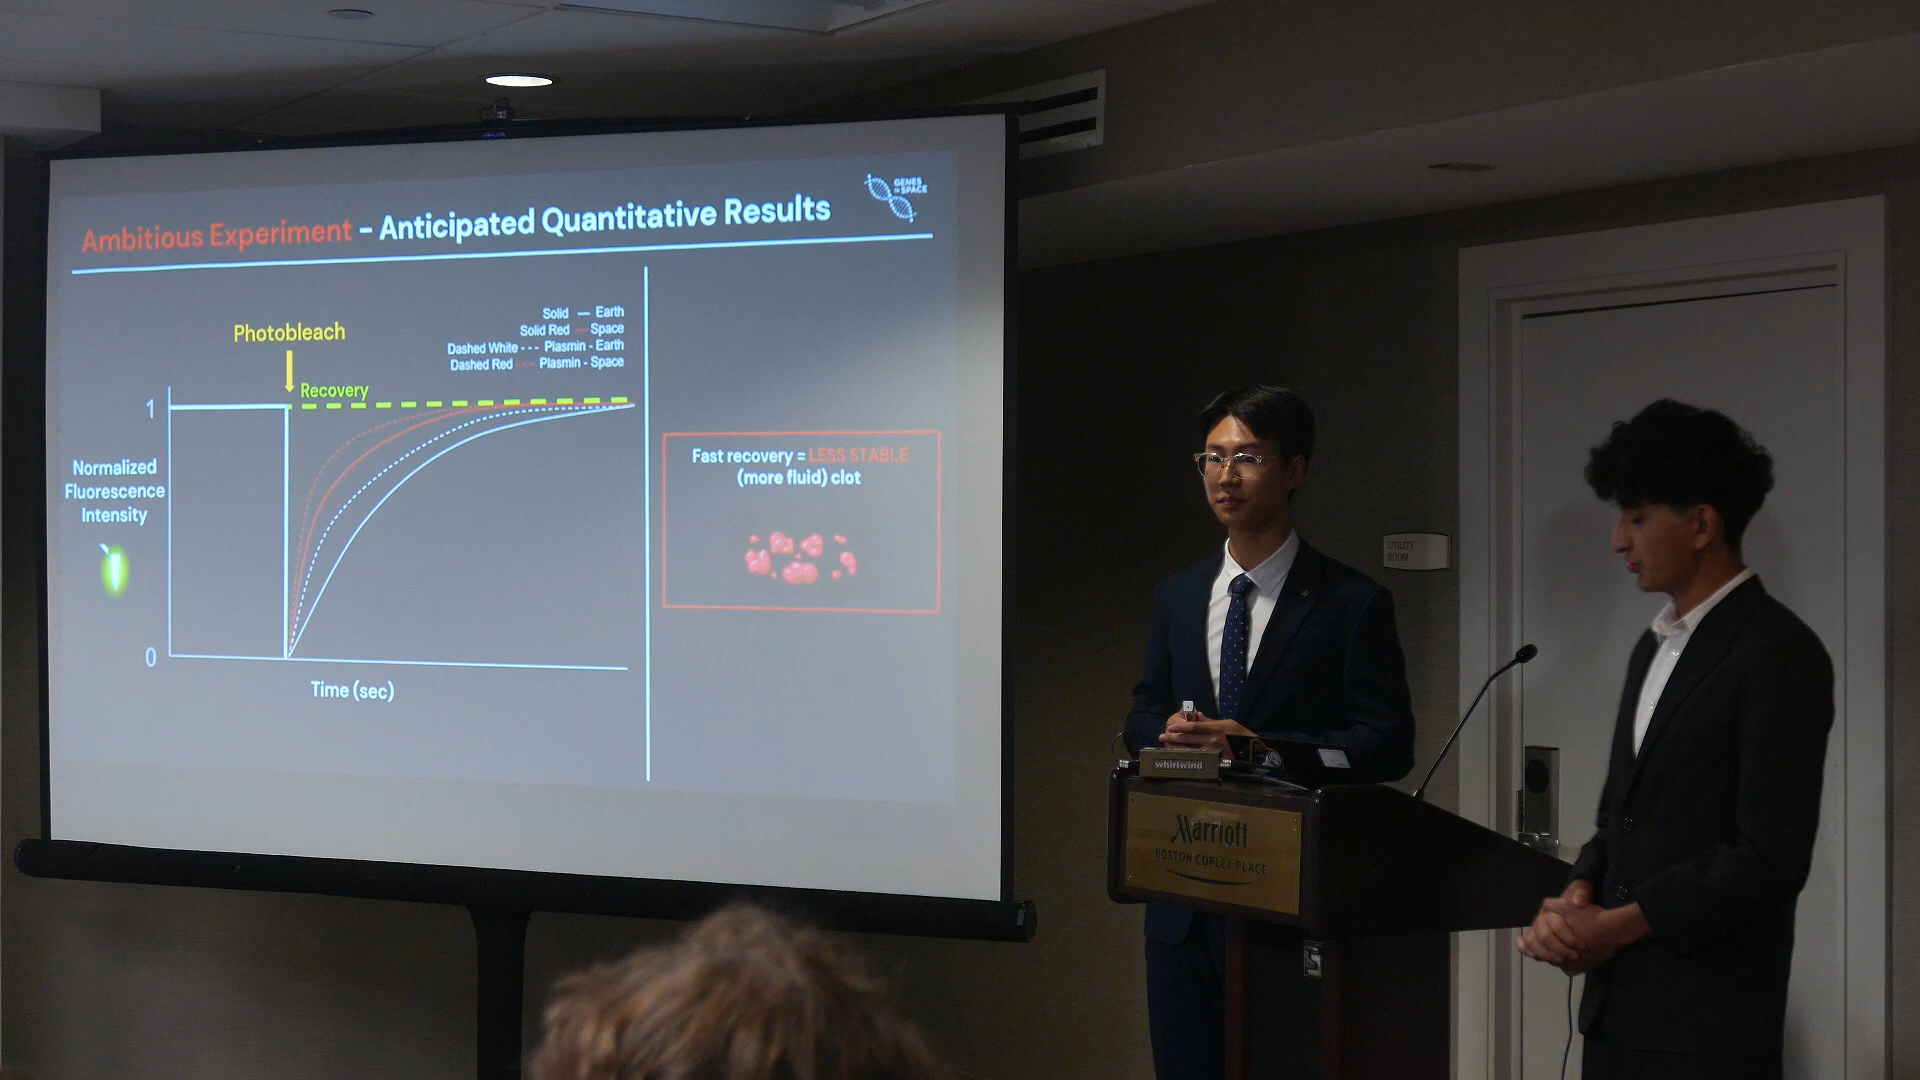 Ambitious Experiment – Anticipated Quantitative Results
GENES
IN SPACE
Photobleach
Solid — Earth
Solid Red — Space
Dashed White --- Plasmin - Earth
Dashed Red --- Plasmin - Space
Recovery
1
Normalized
Fluorescence
Intensity
0
Time (sec)
Fast recovery = LESS STABLE
(more fluid) clot
UTILITY
ROOM
whirlwind
Marriott
BOSTON COPLEY PLACE